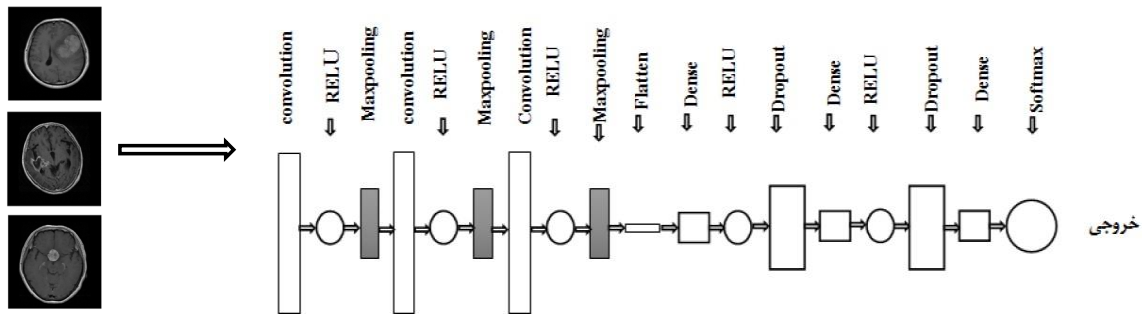 convolution
RELU
Maxpooling
convolution
RELU
Maxpooling
Convolution
RELU
Maxpooling
Flatten
Dense
RELU
Dropout
Dense
RELU
Dropout
Dense
Softmax
خروجی